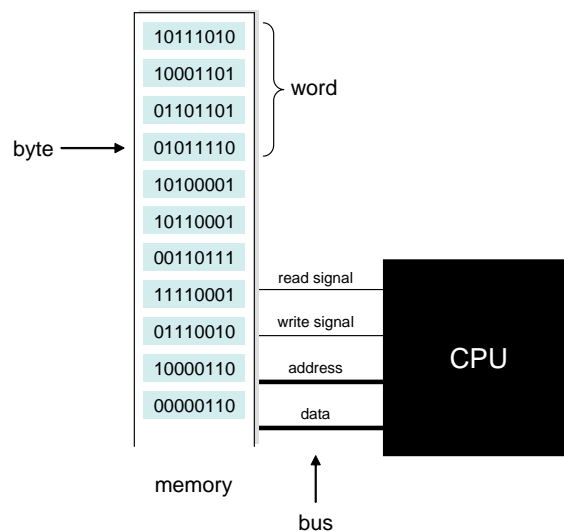 10111010
10001101
word
01101101
byte
01011110
10100001
10110001
00110111
read signal
11110001
write signal
01110010
CPU
address
10000110
data
00000110
memory
bus